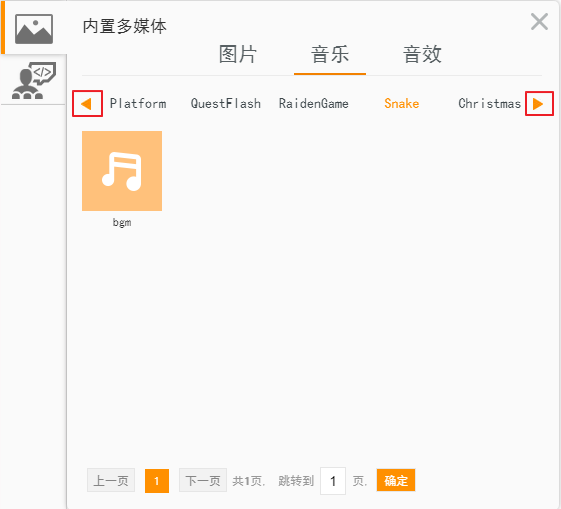 内置多媒体
图片 音乐 音效
Platform QuestFlash RaidenGame Snake Christmas
bgm
上一页 1 下一页 共1页. 跳转到 1 页. 确定